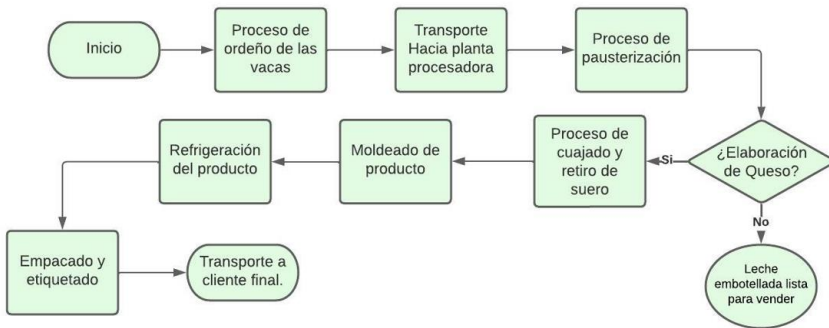 Inicio
Proceso de
ordeño de las
vacas
Transporte
Hacia planta
procesadora
Proceso de
pausterización
¿Elaboración
de Queso?
Si
No
Proceso de
cuajado y
retiro de
suero
Moldeado de
producto
Refrigeración
del producto
Empacado y
etiquetado
Transporte a
cliente final.
Leche
embotellada lista
para vender